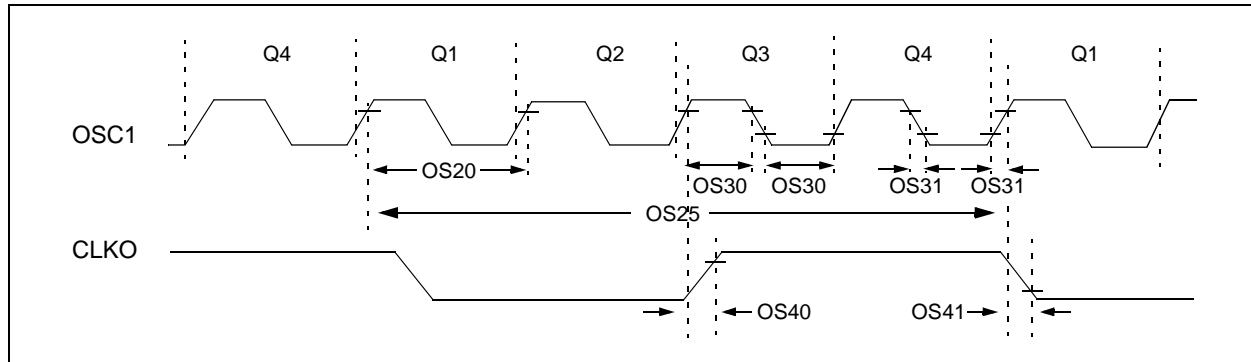 Q4 Q1 Q2 Q3 Q4 Q1
OSC1
OS20
OS30 OS30 OS31 OS31
OS25
CLKO
OS40 OS41